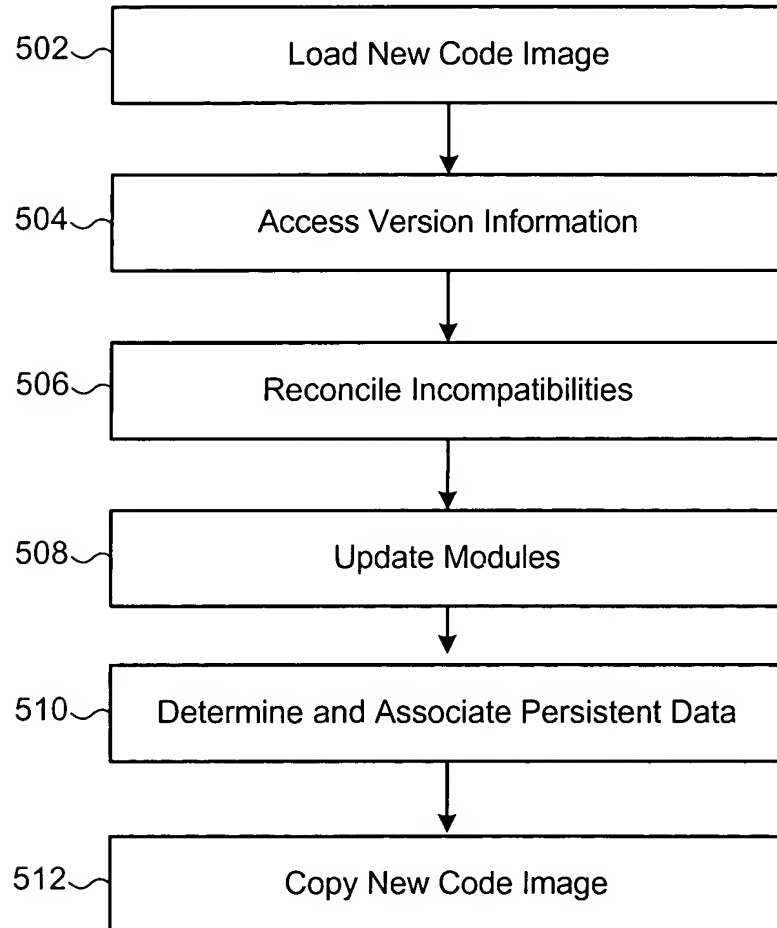 502
Load New Code Image
504
Access Version Information
506
Reconcile Incompatibilities
508
Update Modules
510
Determine and Associate Persistent Data
512
Copy New Code Image